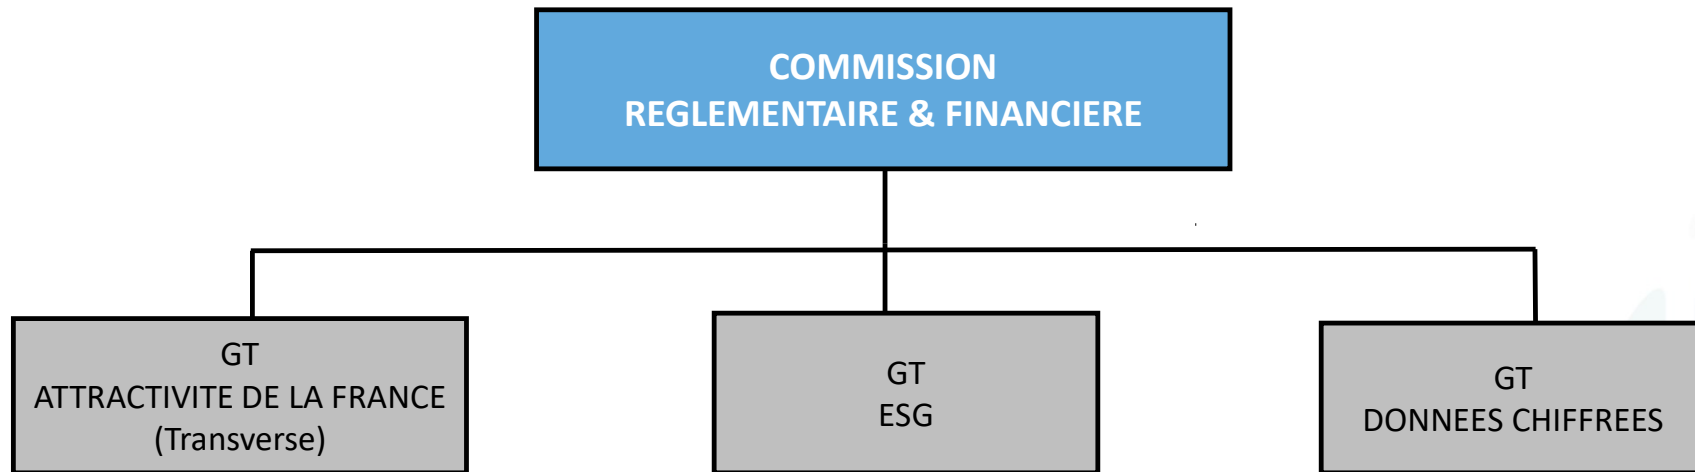 COMMISSION
REGLEMENTAIRE & FINANCIERE
GT
ATTRACTIVITE DE LA FRANCE
(Transverse)
GT
ESG
GT
DONNEES CHIFFREES